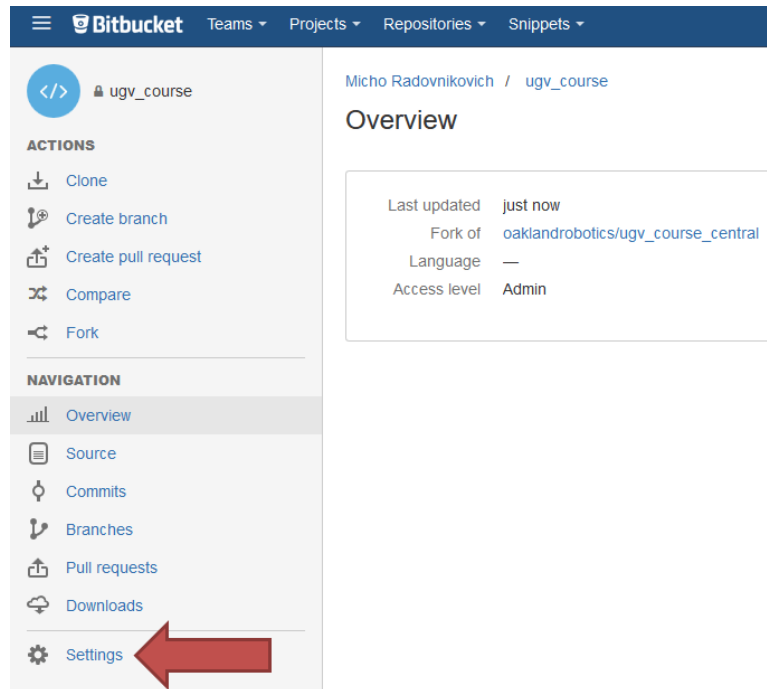 Bitbucket Teams Projects Repositories Snippets
</> ugv_course
ACTIONS
Clone
Create branch
Create pull request
Compare
Fork
NAVIGATION
Overview
Source
Commits
Branches
Pull requests
Downloads
Settings
Micho Radovnikovich / ugv_course
Overview
Last updated just now
Fork of oaklandrobotics/ugv_course_central
Language —
Access level Admin